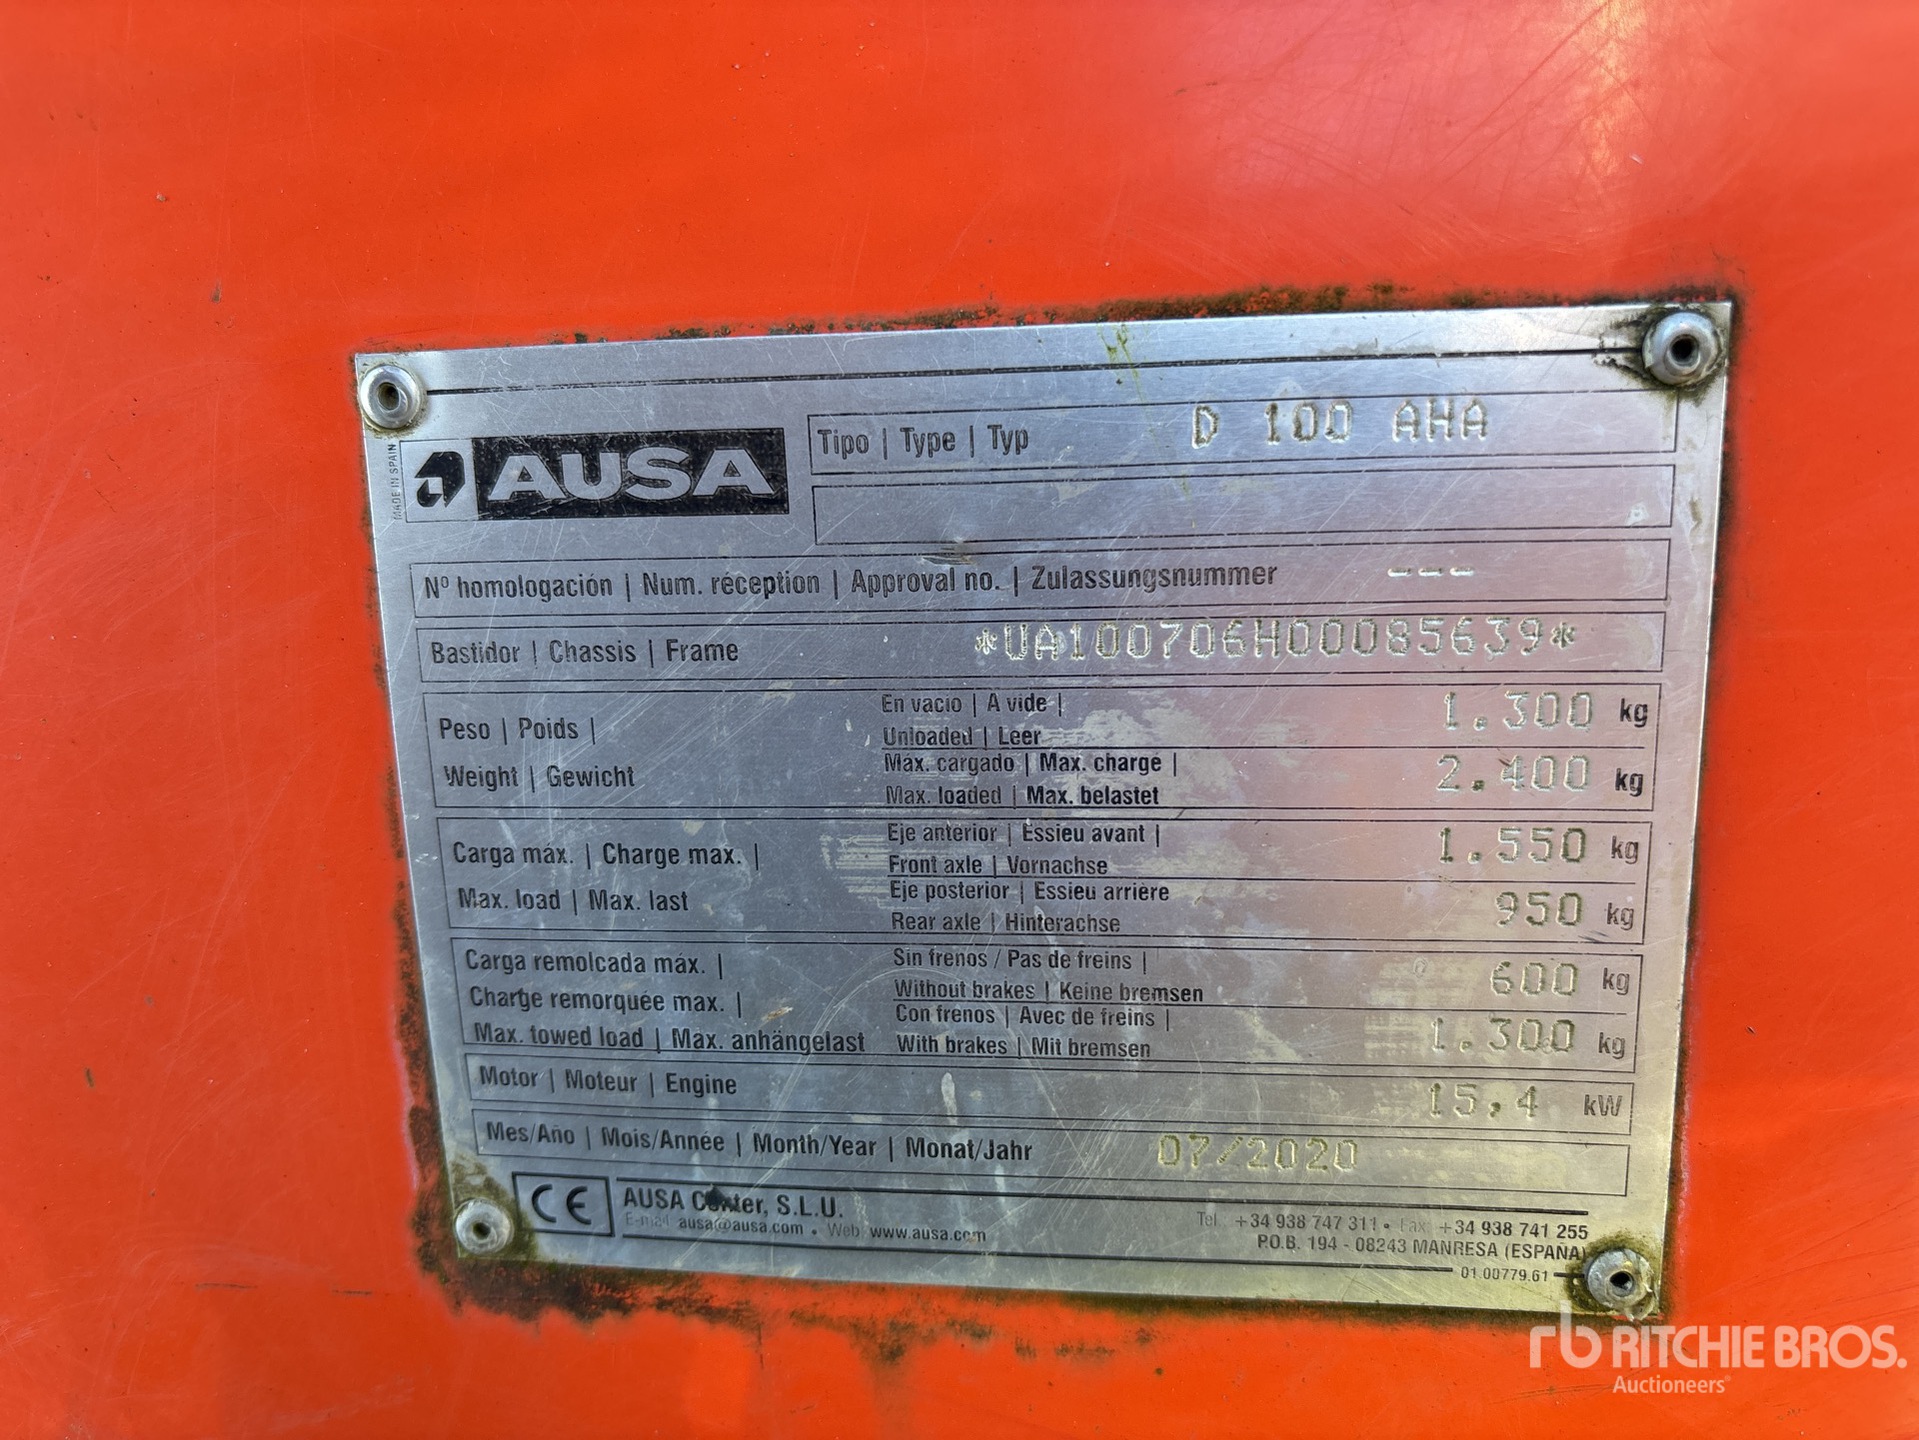 MADE IN SPAIN
AUSA
Tipo | Type | Typ D 100 AHA
Nº homologación | Num. réception | Approval no. | Zulassungsnummer ---
Bastidor | Chassis | Frame *UA100706H00085639*
Peso | Poids |
Weight | Gewicht
En vacio | A vide |
Unloaded | Leer
1.300 kg
Máx. cargado | Max. charge |
Max. loaded | Max. belastet
2.400 kg
Carga máx. | Charge max. |
Max. load | Max. last
Eje anterior | Essieu avant |
Front axle | Vornachse
1.550 kg
Eje posterior | Essieu arrière
Rear axle | Hinterachse
950 kg
Carga remolcada máx. |
Charge remorquée max. |
Max. towed load | Max. anhängelast
Sin frenos / Pas de freins |
Without brakes | Keine bremsen
600 kg
Con frenos | Avec de freins |
With brakes | Mit bremsen
1.300 kg
Motor | Moteur | Engine 15,4 kW
Mes/Año | Mois/Année | Month/Year | Monat/Jahr 07/2020
CE
AUSA Center, S.L.U.
E-mail ausa@ausa.com • Web www.ausa.com
Tel.: +34 938 747 311 • Fax: +34 938 741 255
P.O.B. 194 - 08243 MANRESA (ESPAÑA)
01.00779.61
rb RITCHIE BROS.
Auctioneers